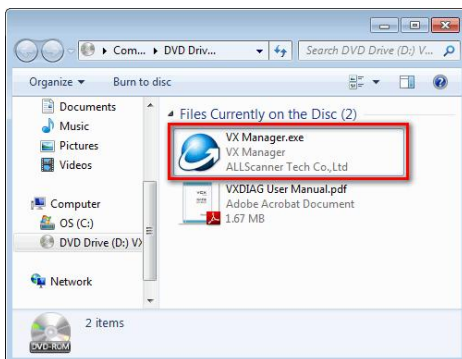 Com...
DVD Driv...
Search DVD Drive (D:) V...
Organize
Burn to disc
Documents
Music
Pictures
Videos
Computer
OS (C:)
DVD Drive (D:) VX
Network
Files Currently on the Disc (2)
VX Manager.exe
VX Manager
ALLScanner Tech Co.,Ltd
VXDIAG User Manual.pdf
Adobe Acrobat Document
1.67 MB
2 items
DVD-ROM